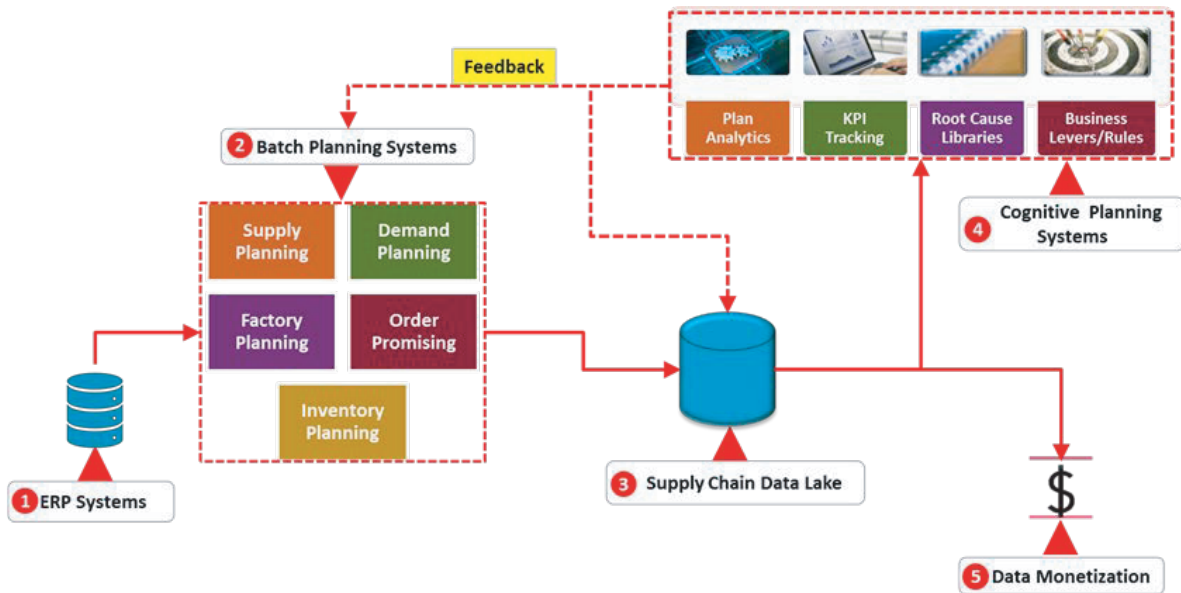 Feedback
Plan
Analytics
KPI
Tracking
Root Cause
Libraries
Business
Levers/Rules
2 Batch Planning Systems
4 Cognitive Planning
Systems
Supply
Planning
Demand
Planning
Factory
Planning
Order
Promising
Inventory
Planning
1 ERP Systems
3 Supply Chain Data Lake
$
5 Data Monetization